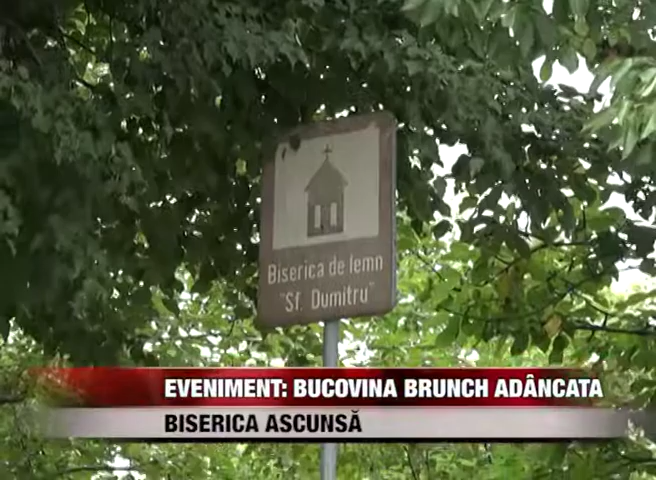 Biserica de lemn
"Sf. Dumitru"
EVENIMENT: BUCOVINA BRUNCH ADÂNCATA
BISERICA ASCUNSĂ